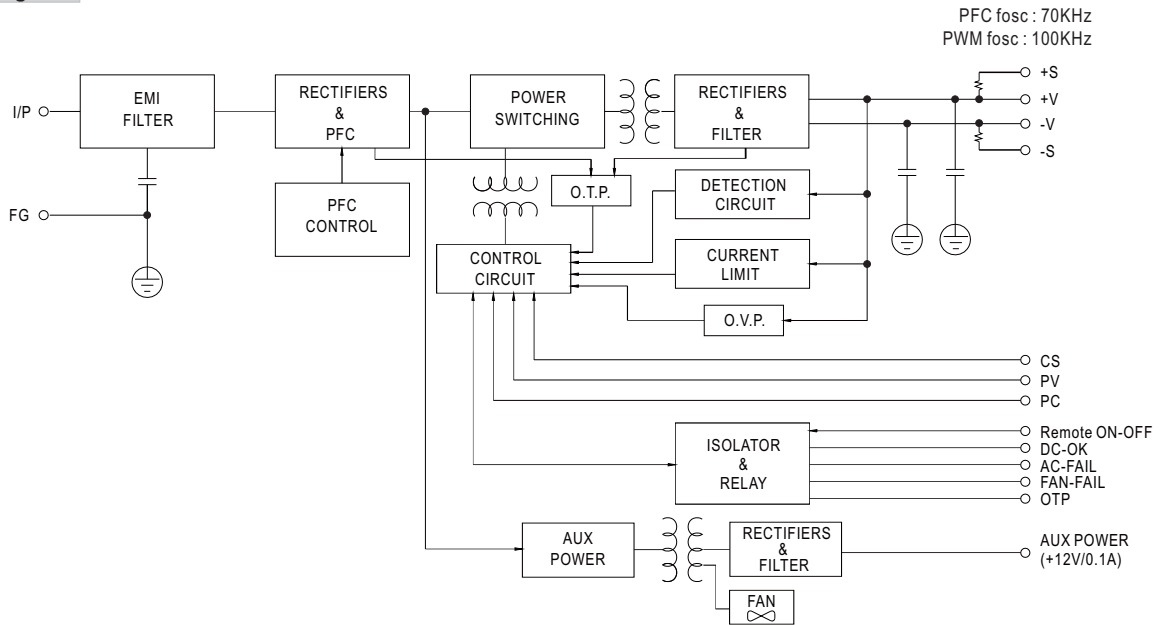 PFC fosc : 70KHz
PWM fosc : 100KHz
I/P
EMI
FILTER
RECTIFIERS
&
PFC
POWER
SWITCHING
RECTIFIERS
&
FILTER
+S
+V
-V
-S
FG
PFC
CONTROL
O.T.P.
DETECTION
CIRCUIT
CONTROL
CIRCUIT
CURRENT
LIMIT
O.V.P.
CS
PV
PC
ISOLATOR
&
RELAY
Remote ON-OFF
DC-OK
AC-FAIL
FAN-FAIL
OTP
AUX
POWER
RECTIFIERS
&
FILTER
AUX POWER
(+12V/0.1A)
FAN